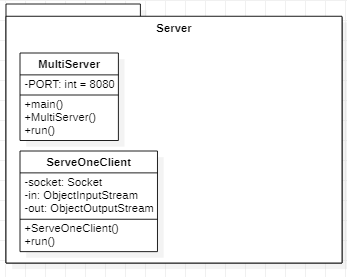 Server
MultiServer
-PORT: int = 8080
+main()
+MultiServer()
+run()
ServeOneClient
-socket: Socket
-in: ObjectInputStream
-out: ObjectOutputStream
+ServeOneClient()
+run()